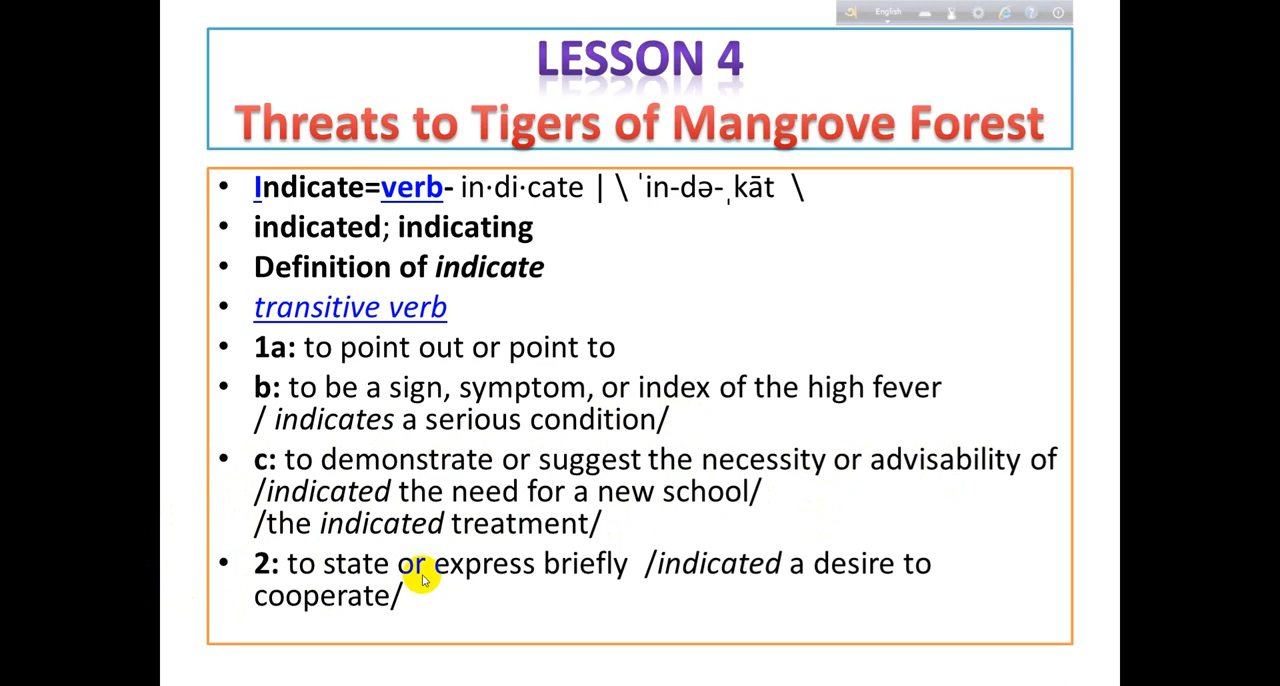 English
LESSON 4
Threats to Tigers of Mangrove Forest
• Indicate=verb- in·di·cate | \ ˈin-də-ˌkāt \
• indicated; indicating
• Definition of indicate
• transitive verb
• 1a: to point out or point to
• b: to be a sign, symptom, or index of the high fever
/ indicates a serious condition/
• c: to demonstrate or suggest the necessity or advisability of
/indicated the need for a new school/
/the indicated treatment/
• 2: to state or express briefly /indicated a desire to
cooperate/